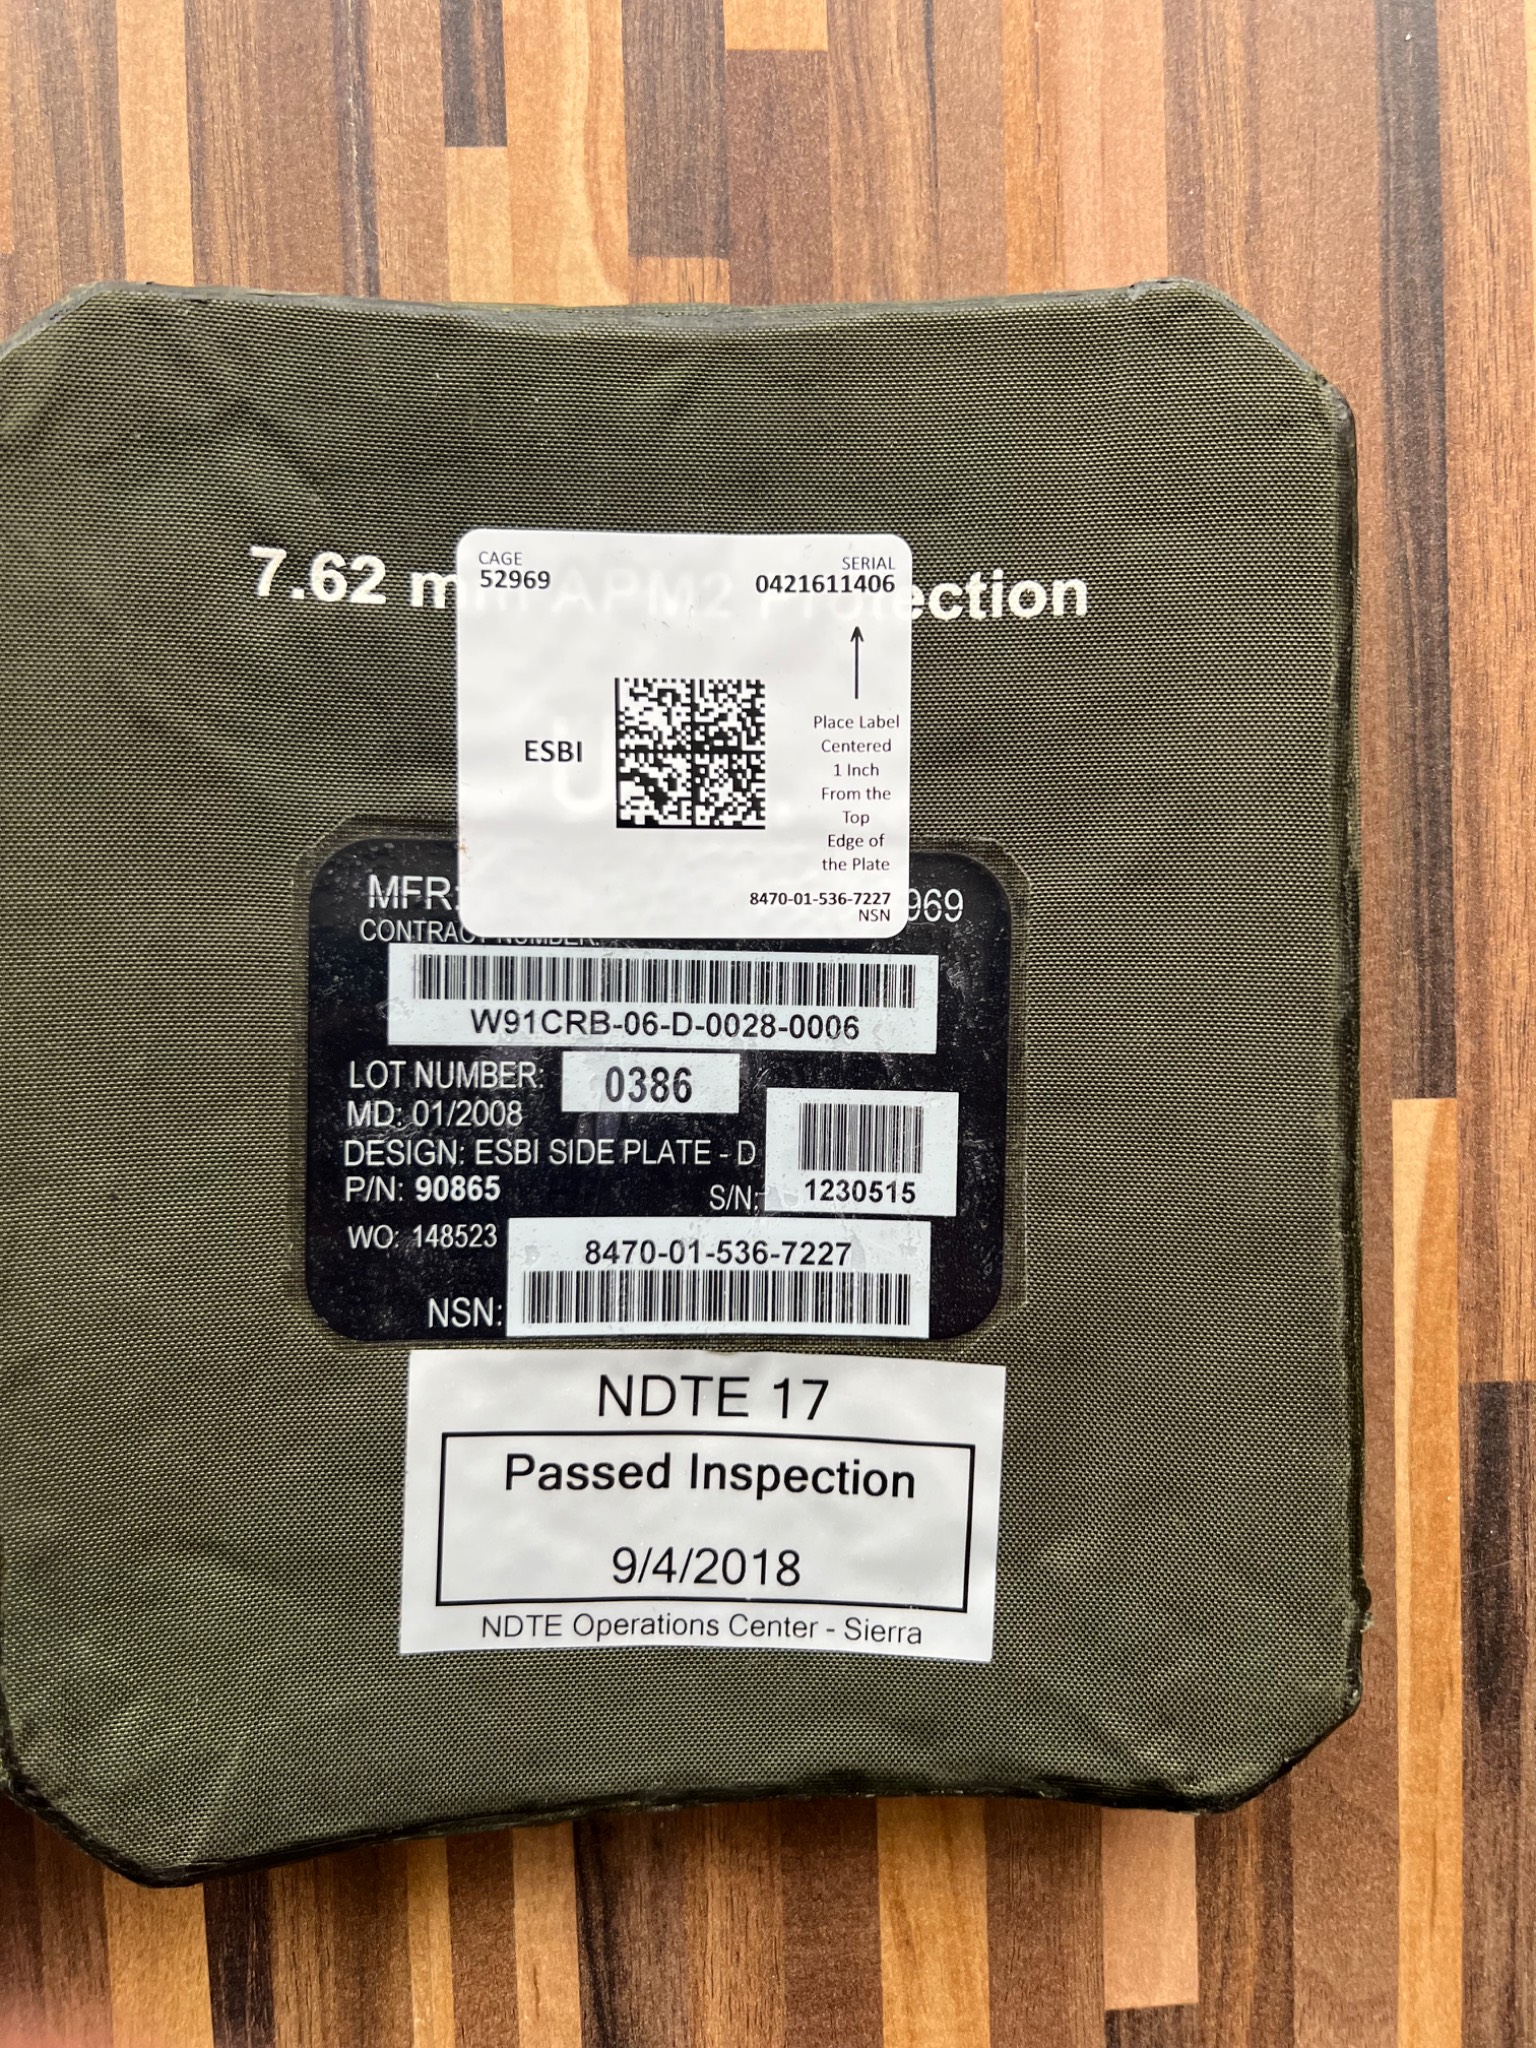 7.62 mm APM2 Protection
CAGE
52969
SERIAL
0421611406
Place Label
Centered
1 Inch
From the
Top
Edge of
the Plate
ESBI
U
8470-01-536-7227
NSN
MFR:
969
CONTRACT NUMBER:
W91CRB-06-D-0028-0006
LOT NUMBER: 0386
MD: 01/2008
DESIGN: ESBI SIDE PLATE - D
P/N: 90865
S/N: 1230515
WO: 148523
8470-01-536-7227
NSN:
NDTE 17
Passed Inspection
9/4/2018
NDTE Operations Center - Sierra